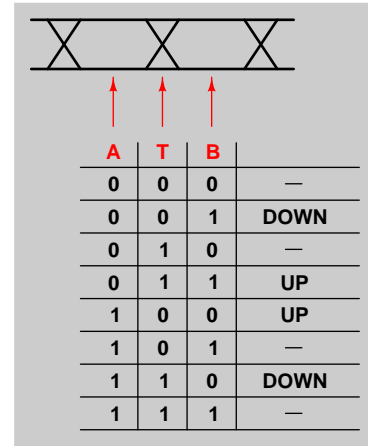 A T B
0 0 0 —
0 0 1 DOWN
0 1 0 —
0 1 1 UP
1 0 0 UP
1 0 1 —
1 1 0 DOWN
1 1 1 —